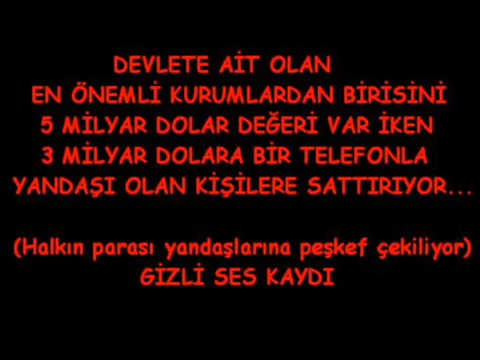 DEVLETE AİT OLAN
EN ÖNEMLİ KURUMLARDAN BİRİSİNİ
5 MİLYAR DOLAR DEĞERİ VAR İKEN
3 MİLYAR DOLARA BİR TELEFONLA
YANDAŞI OLAN KİŞİLERE SATTIRIYOR...
(Halkın parası yandaşlarına peşkef çekiliyor)
GİZLİ SES KAYDI